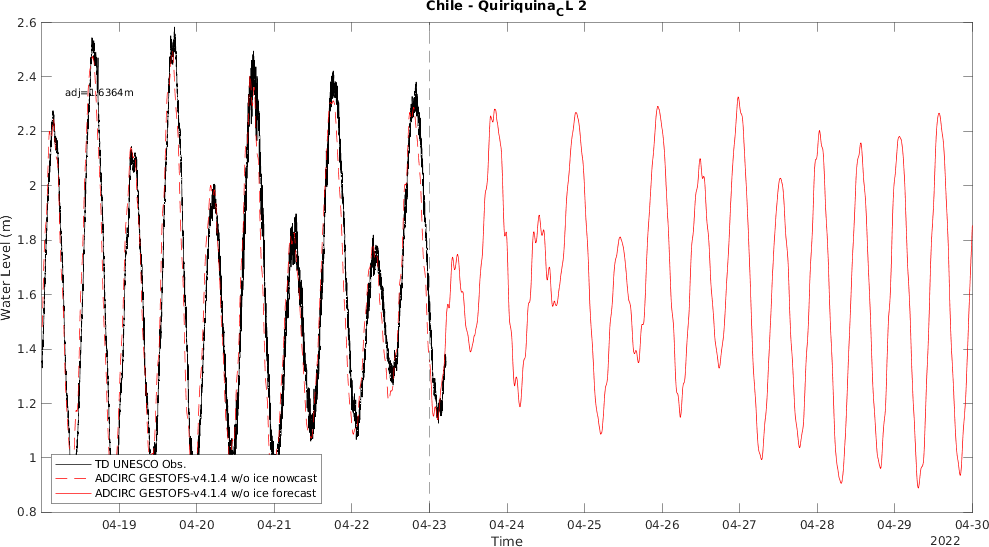 Chile - Quiriquina_CL 2
2.6
2.4
2.2
2
1.8
1.6
1.4
1.2
1
0.8
Water Level (m)
adj=1.6364m
TD UNESCO Obs.
ADCIRC GESTOFS-v4.1.4 w/o ice nowcast
ADCIRC GESTOFS-v4.1.4 w/o ice forecast
04-19 04-20 04-21 04-22 04-23 04-24 04-25 04-26 04-27 04-28 04-29 04-30
Time
2022